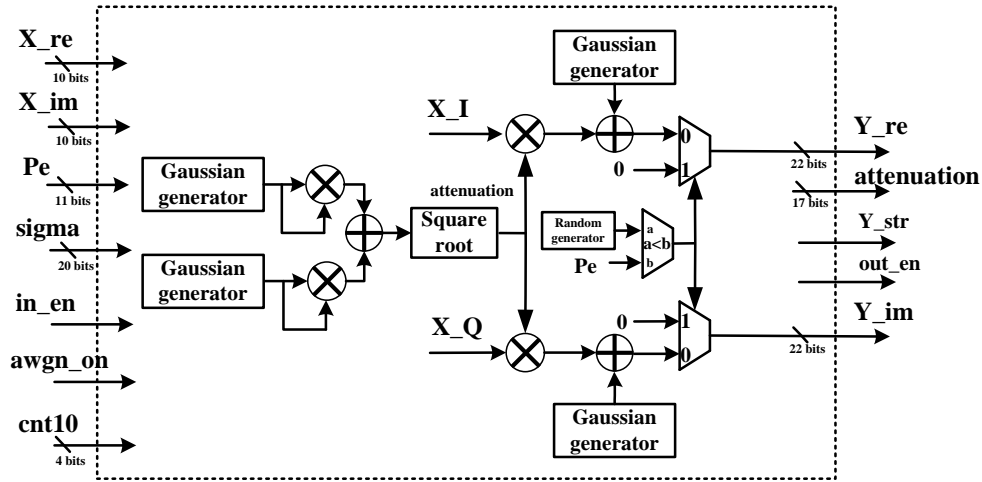 X_re
10 bits
X_im
10 bits
Pe
11 bits
sigma
20 bits
in_en
awgn_on
cnt10
4 bits
Gaussian
generator
Gaussian
generator
attenuation
Square
root
X_I
Gaussian
generator
0
0
1
Random
generator
Pe
a
a<b
b
X_Q
0
1
0
Gaussian
generator
Y_re
22 bits
attenuation
17 bits
Y_str
out_en
Y_im
22 bits